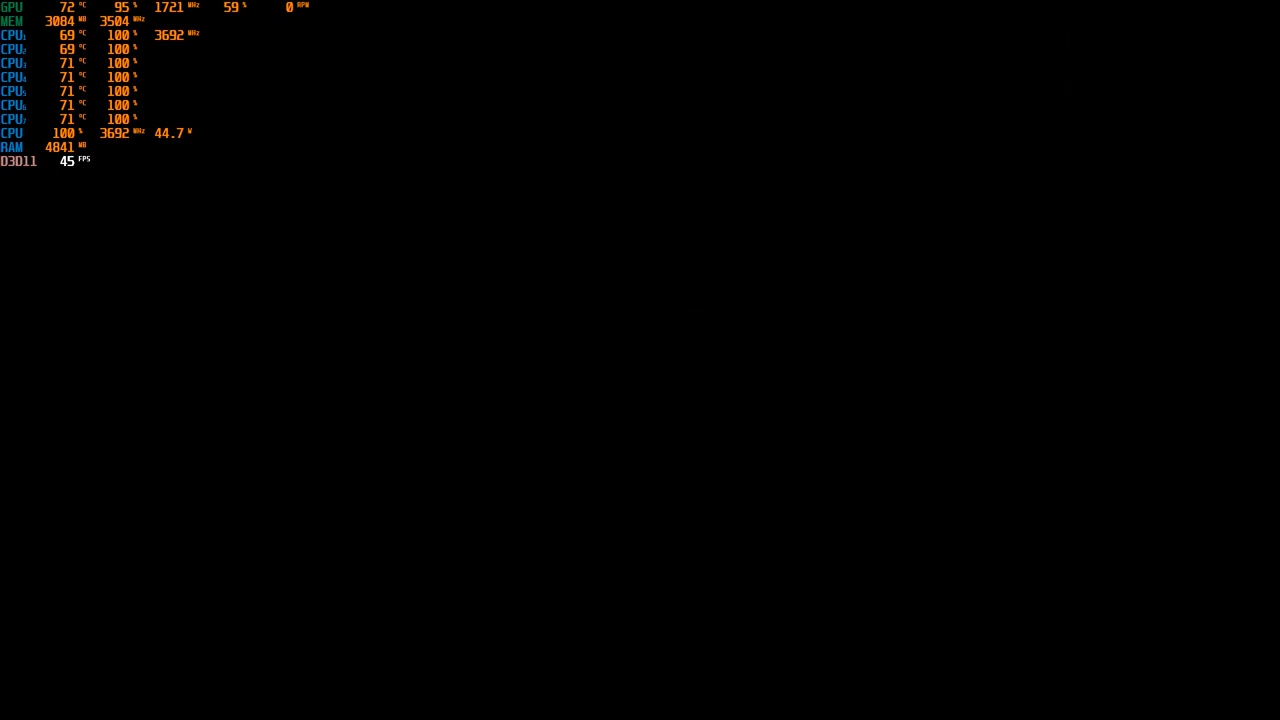 GPU 72 °C 95 % 1721 MHz 59 % 0 RPM
MEM 3084 MB 3504 MHz
CPU1 69 °C 100 % 3692 MHz
CPU2 69 °C 100 %
CPU3 71 °C 100 %
CPU4 71 °C 100 %
CPU5 71 °C 100 %
CPU6 71 °C 100 %
CPU7 71 °C 100 %
CPU 100 % 3692 MHz 44.7 W
RAM 4841 MB
D3D11 45 FPS